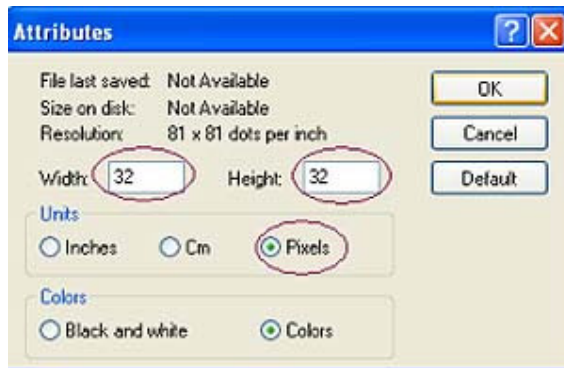 Attributes
File last saved: Not Available
Size on disk: Not Available
Resolution: 81 x 81 dots per inch
Width: 32 Height: 32
Units
Inches Cm Pixels
Colors
Black and white Colors
OK
Cancel
Default